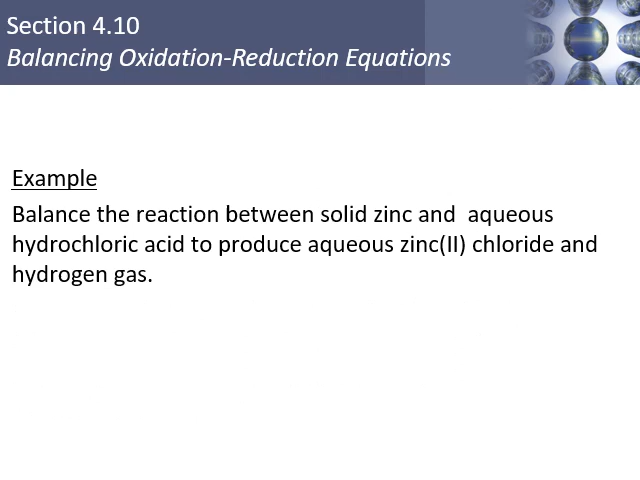 Section 4.10
Balancing Oxidation-Reduction Equations
Example
Balance the reaction between solid zinc and  aqueous
hydrochloric acid to produce aqueous zinc(II) chloride and
hydrogen gas.